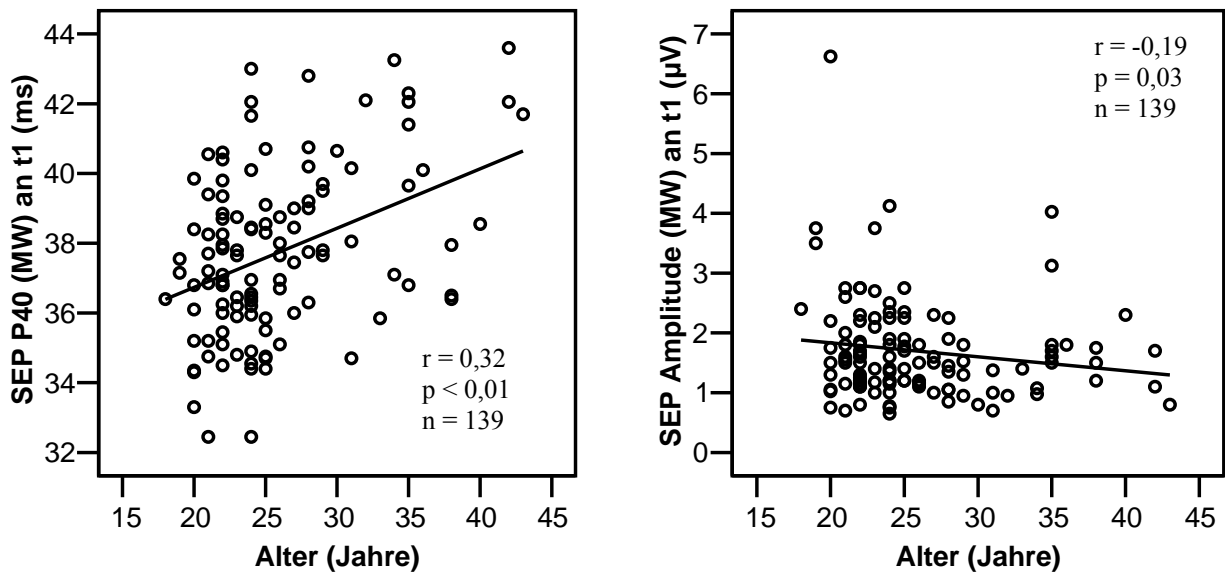 SEP P40 (MW) an t1 (ms)
44
42
40
38
36
34
32
r = 0,32
p < 0,01
n = 139
15 20 25 30 35 40 45
Alter (Jahre)
SEP Amplitude (MW) an t1 (µV)
7
6
5
4
3
2
1
0
r = -0,19
p = 0,03
n = 139
15 20 25 30 35 40 45
Alter (Jahre)